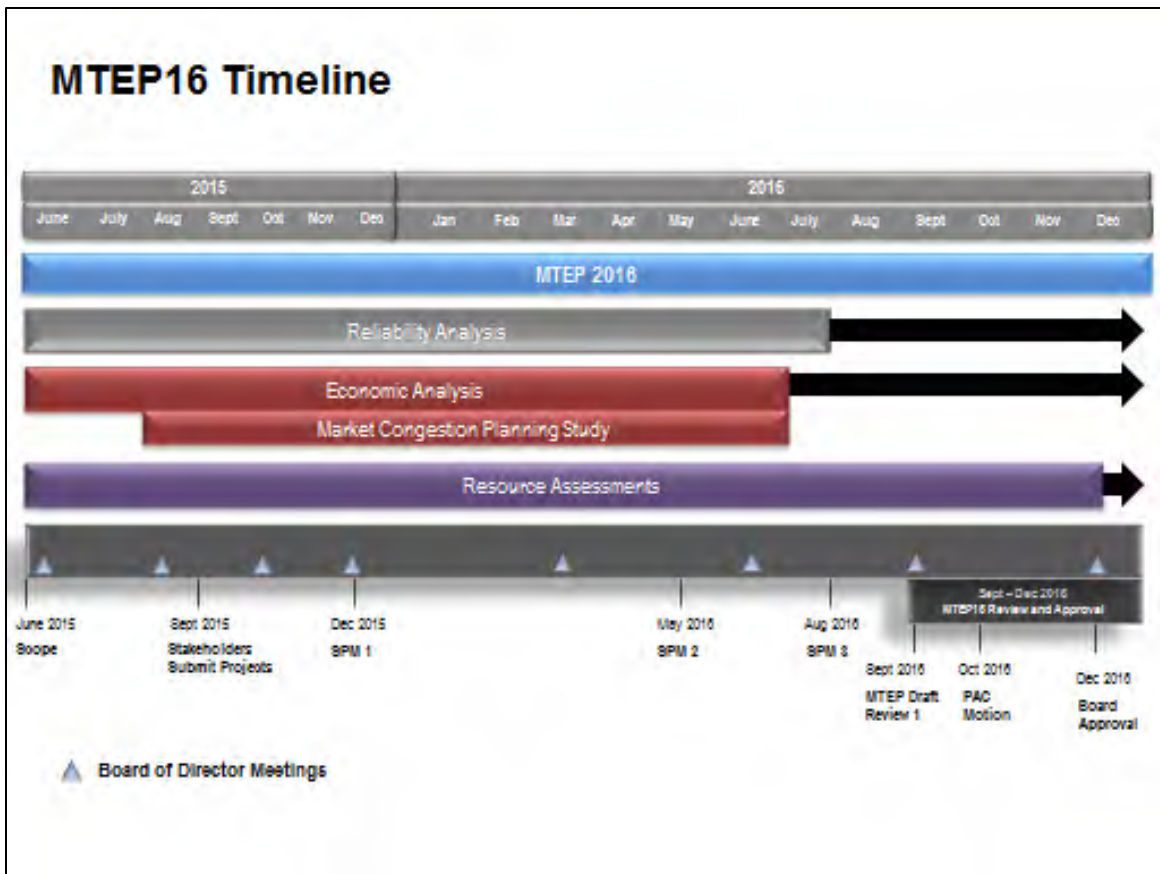 MTEP16 Timeline
2015 2016
June July Aug Sept Oct Nov Dec Jan Feb Mar Apr May June July Aug Sept Oct Nov Dec
MTEP 2016
Reliability Analysis
Economic Analysis
Market Congestion Planning Study
Resource Assessments
Sept – Dec 2016
MTEP16 Review and Approval
June 2015
Scope
Sept 2015
Stakeholders
Submit Projects
Dec 2015
SPM 1
May 2016
SPM 2
Aug 2016
SPM 3
Sept 2016
MTEP Draft
Review 1
Oct 2016
PAC
Motion
Dec 2016
Board
Approval
Board of Director Meetings